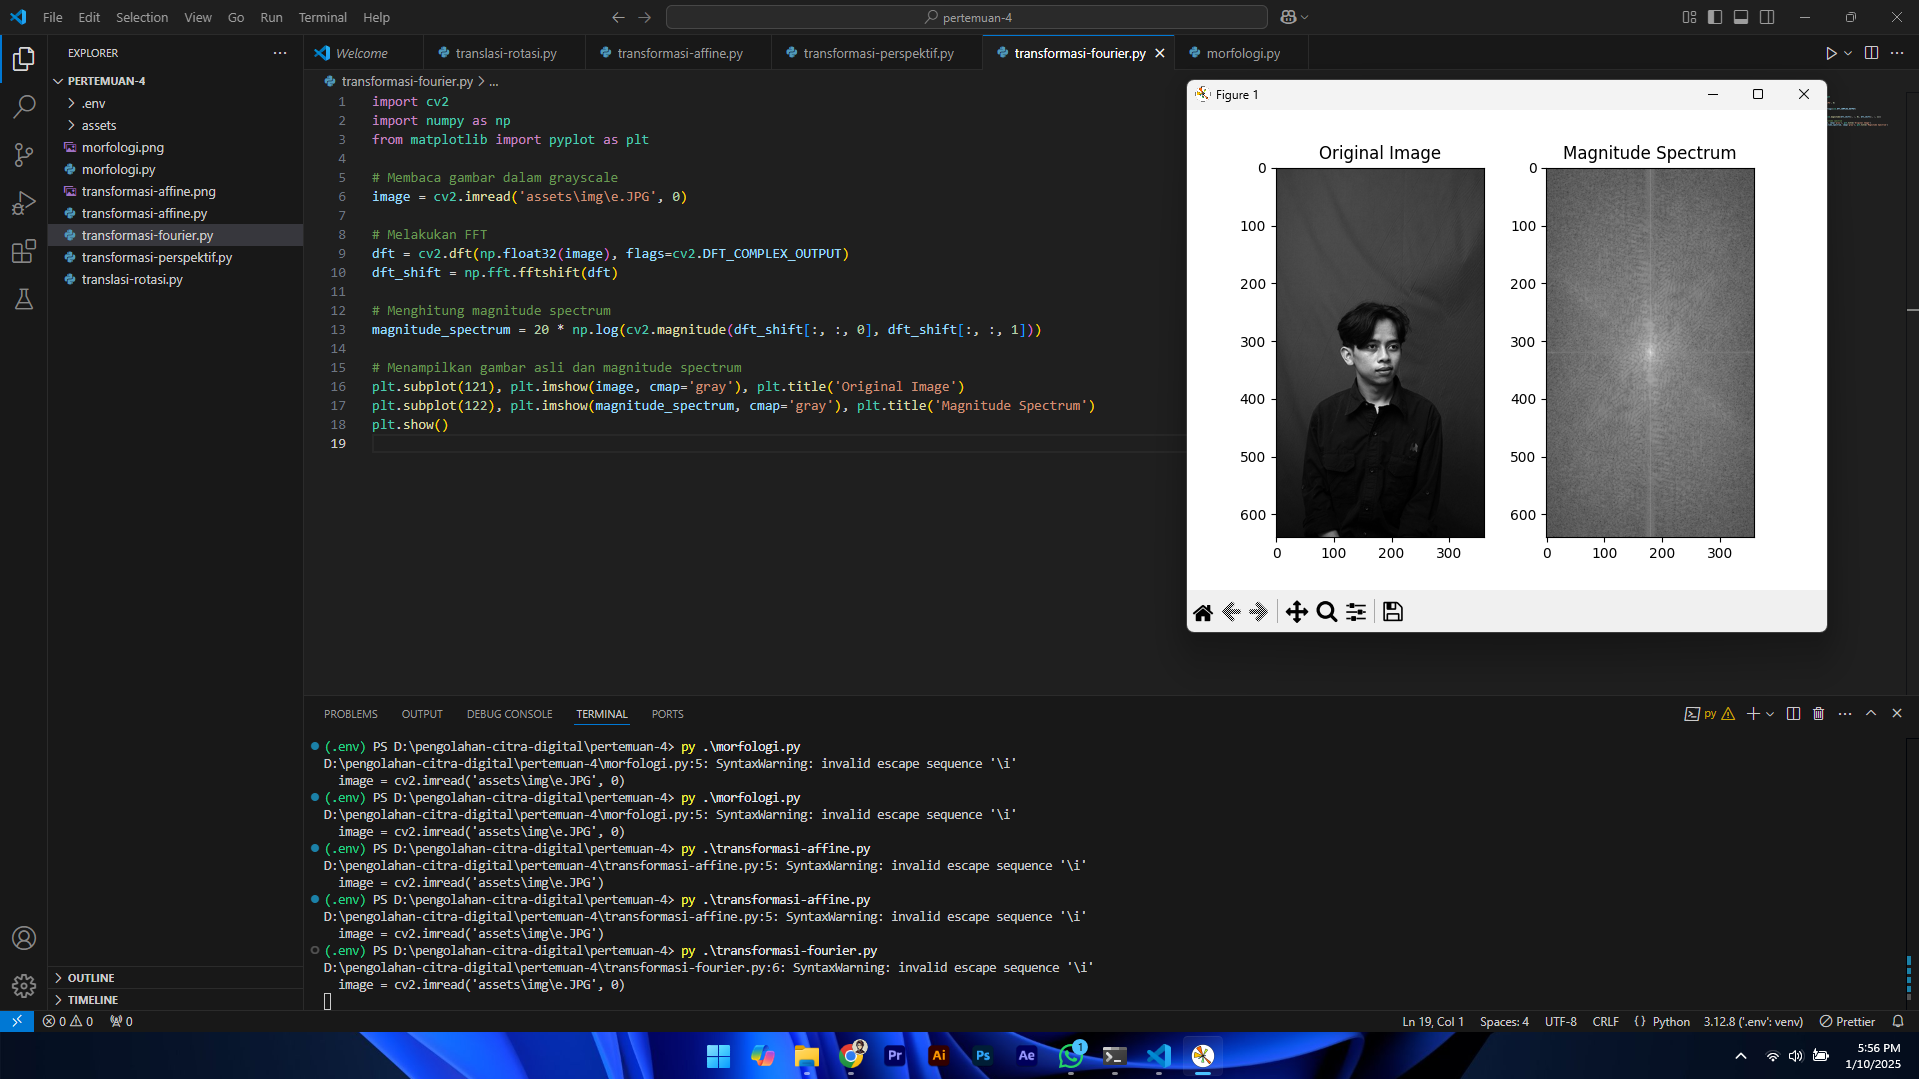 File Edit Selection View Go Run Terminal Help
pertemuan-4
EXPLORER
PERTEMUAN-4
.env
assets
morfologi.png
morfologi.py
transformasi-affine.png
transformasi-affine.py
transformasi-fourier.py
transformasi-perspektif.py
translasi-rotasi.py
OUTLINE
TIMELINE
Welcome translasi-rotasi.py transformasi-affine.py transformasi-perspektif.py transformasi-fourier.py morfologi.py
transformasi-fourier.py > ...
1 import cv2
2 import numpy as np
3 from matplotlib import pyplot as plt
4
5 # Membaca gambar dalam grayscale
6 image = cv2.imread('assets\img\e.JPG', 0)
7
8 # Melakukan FFT
9 dft = cv2.dft(np.float32(image), flags=cv2.DFT_COMPLEX_OUTPUT)
10 dft_shift = np.fft.fftshift(dft)
11
12 # Menghitung magnitude spectrum
13 magnitude_spectrum = 20 * np.log(cv2.magnitude(dft_shift[:, :, 0], dft_shift[:, :, 1]))
14
15 # Menampilkan gambar asli dan magnitude spectrum
16 plt.subplot(121), plt.imshow(image, cmap='gray'), plt.title('Original Image')
17 plt.subplot(122), plt.imshow(magnitude_spectrum, cmap='gray'), plt.title('Magnitude Spectrum')
18 plt.show()
19
Figure 1
Original Image
0
100
200
300
400
500
600
0 100 200 300
Magnitude Spectrum
0
100
200
300
400
500
600
0 100 200 300
PROBLEMS OUTPUT DEBUG CONSOLE TERMINAL PORTS
py
(.env) PS D:\pengolahan-citra-digital\pertemuan-4> py .\morfologi.py
D:\pengolahan-citra-digital\pertemuan-4\morfologi.py:5: SyntaxWarning: invalid escape sequence '\i'
image = cv2.imread('assets\img\e.JPG', 0)
(.env) PS D:\pengolahan-citra-digital\pertemuan-4> py .\morfologi.py
D:\pengolahan-citra-digital\pertemuan-4\morfologi.py:5: SyntaxWarning: invalid escape sequence '\i'
image = cv2.imread('assets\img\e.JPG', 0)
(.env) PS D:\pengolahan-citra-digital\pertemuan-4> py .\transformasi-affine.py
D:\pengolahan-citra-digital\pertemuan-4\transformasi-affine.py:5: SyntaxWarning: invalid escape sequence '\i'
image = cv2.imread('assets\img\e.JPG')
(.env) PS D:\pengolahan-citra-digital\pertemuan-4> py .\transformasi-affine.py
D:\pengolahan-citra-digital\pertemuan-4\transformasi-affine.py:5: SyntaxWarning: invalid escape sequence '\i'
image = cv2.imread('assets\img\e.JPG')
(.env) PS D:\pengolahan-citra-digital\pertemuan-4> py .\transformasi-fourier.py
D:\pengolahan-citra-digital\pertemuan-4\transformasi-fourier.py:6: SyntaxWarning: invalid escape sequence '\i'
image = cv2.imread('assets\img\e.JPG', 0)
0 0 0
Ln 19, Col 1 Spaces: 4 UTF-8 CRLF {} Python 3.12.8 ('.env': venv) Prettier
Pr Ai Ps Ae 1
5:56 PM
1/10/2025